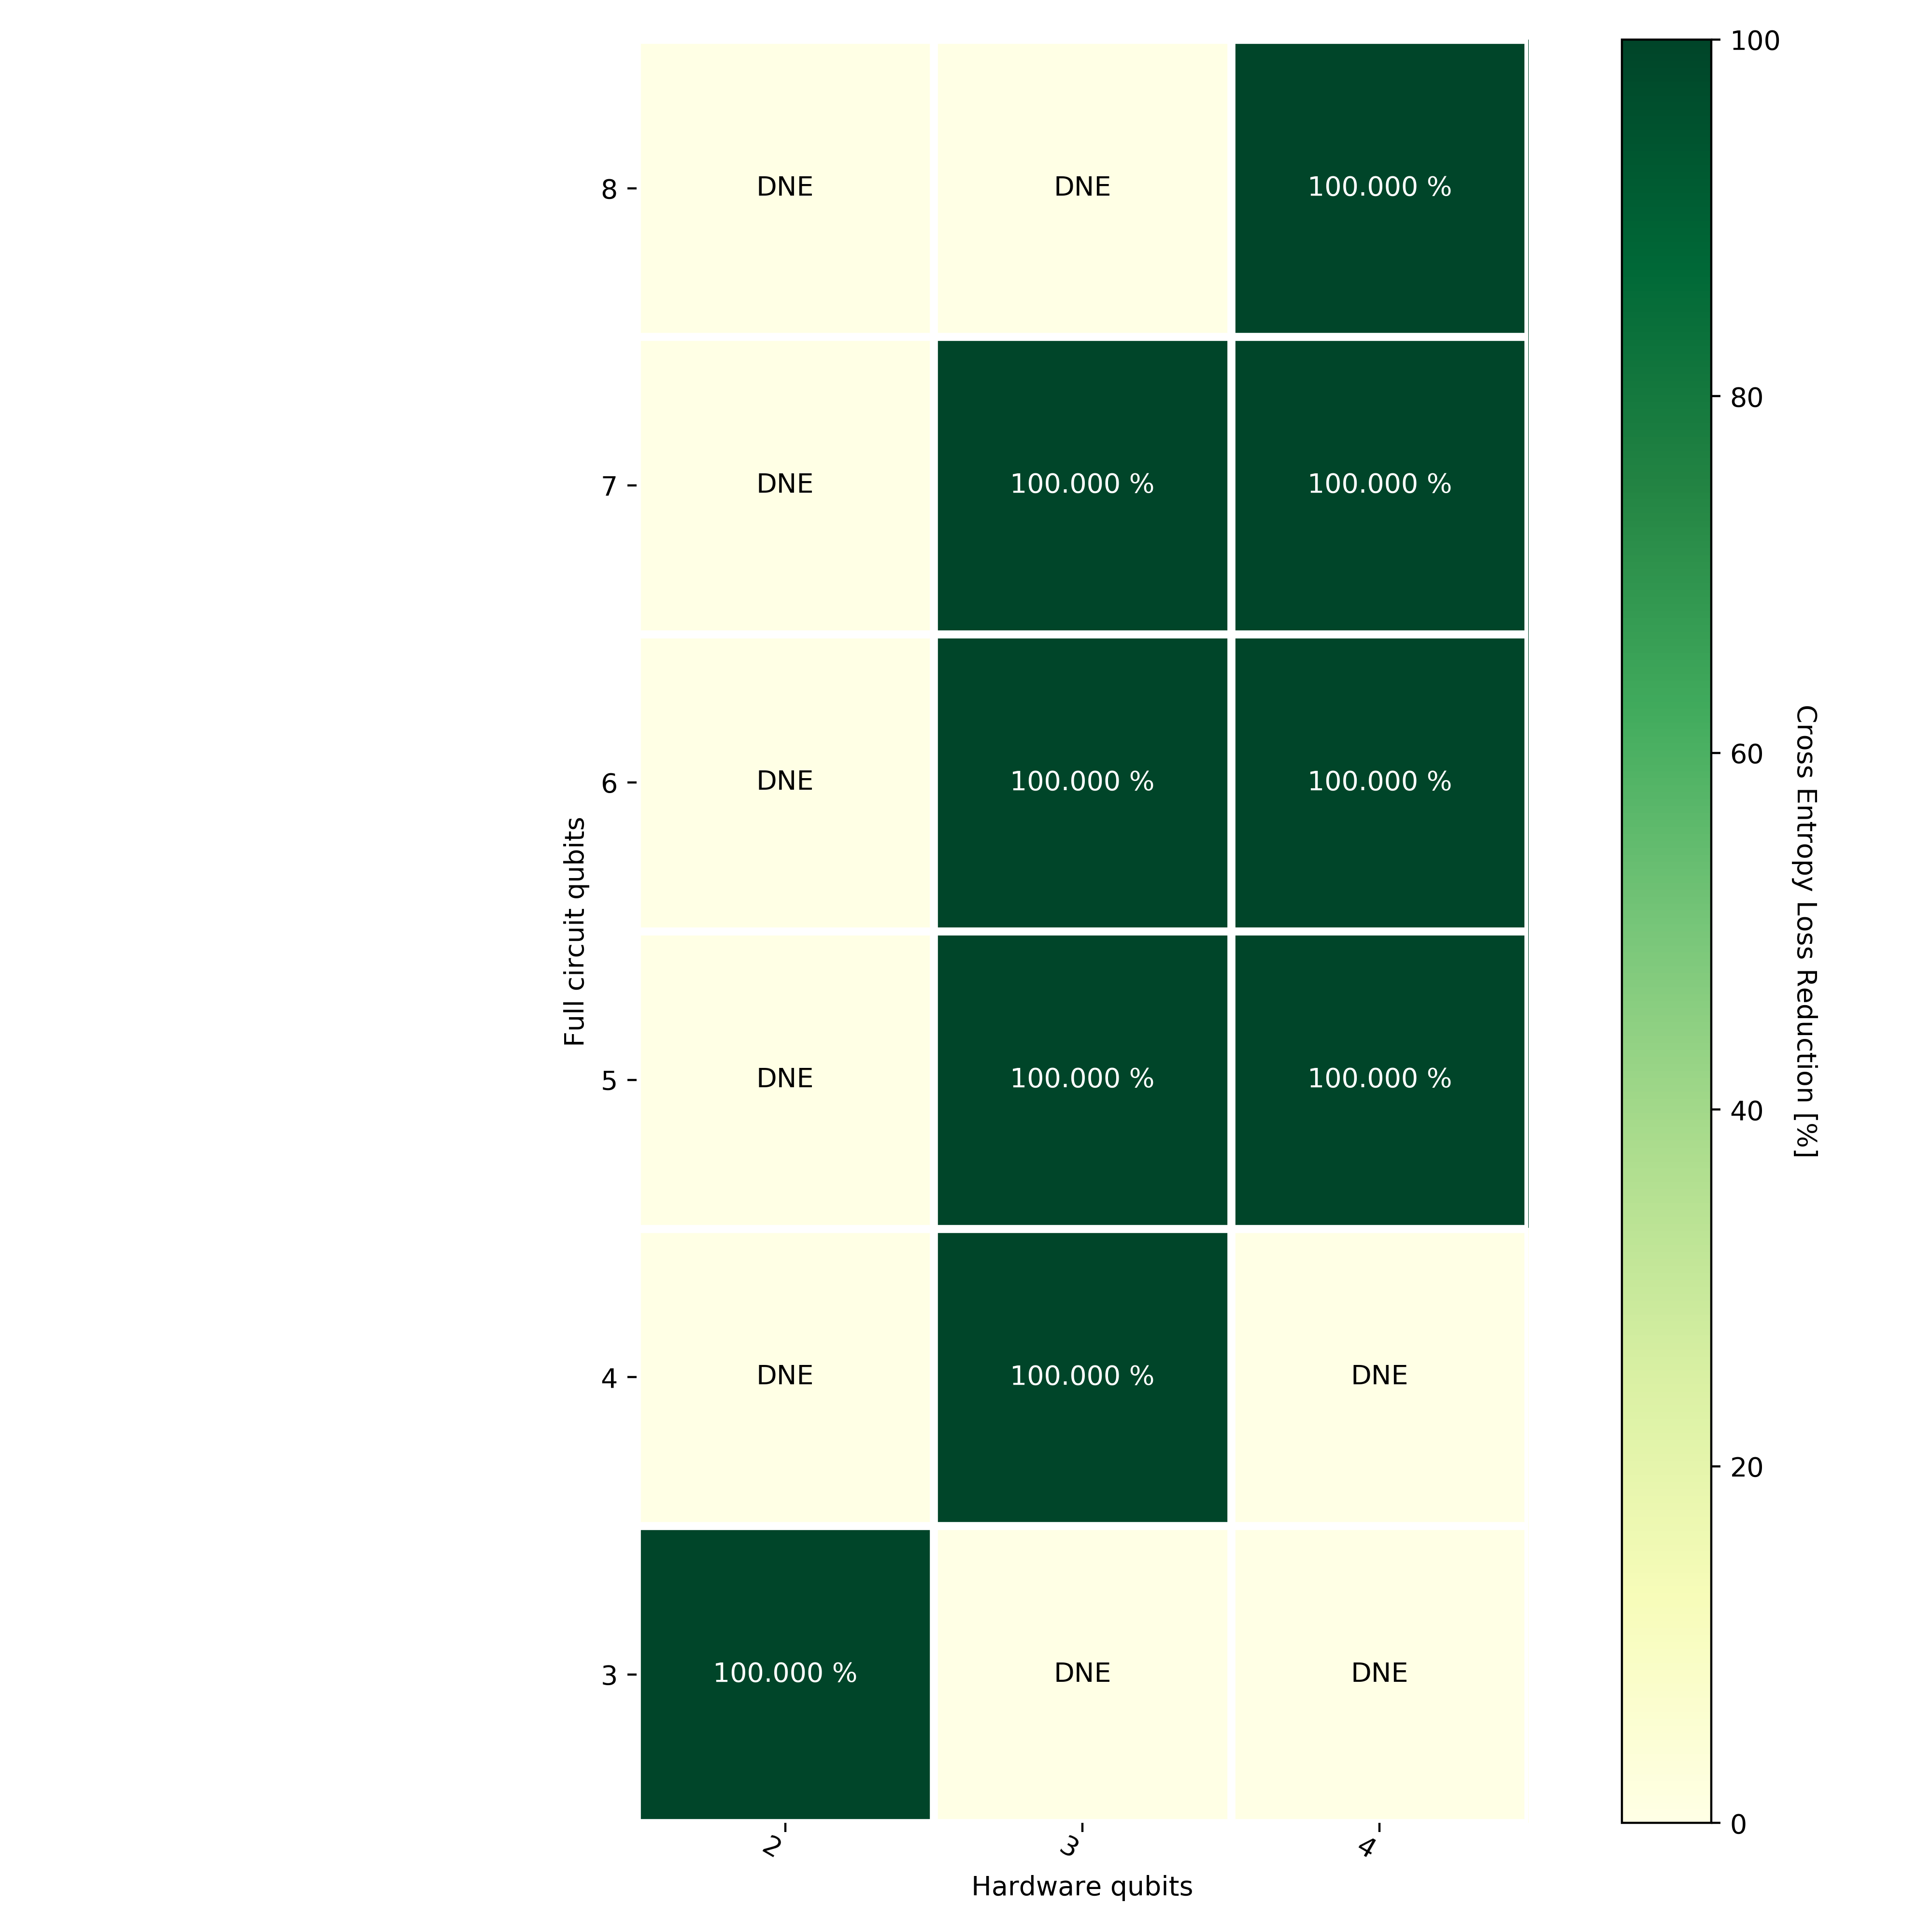 8 DNE DNE 100.000 %
7 DNE 100.000 % 100.000 %
6 DNE 100.000 % 100.000 %
5 DNE 100.000 % 100.000 %
4 DNE 100.000 % DNE
3 100.000 % DNE DNE
2 3 4
Hardware qubits
Full circuit qubits
100
80
60
40
20
0
Cross Entropy Loss Reduction [%]